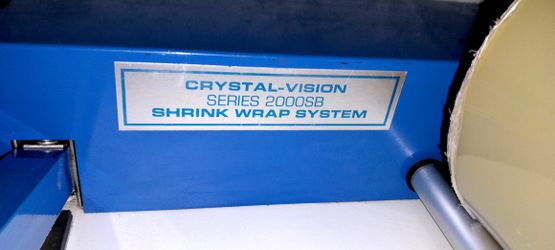 CRYSTAL-VISION
SERIES 2000SB
SHRINK WRAP SYSTEM